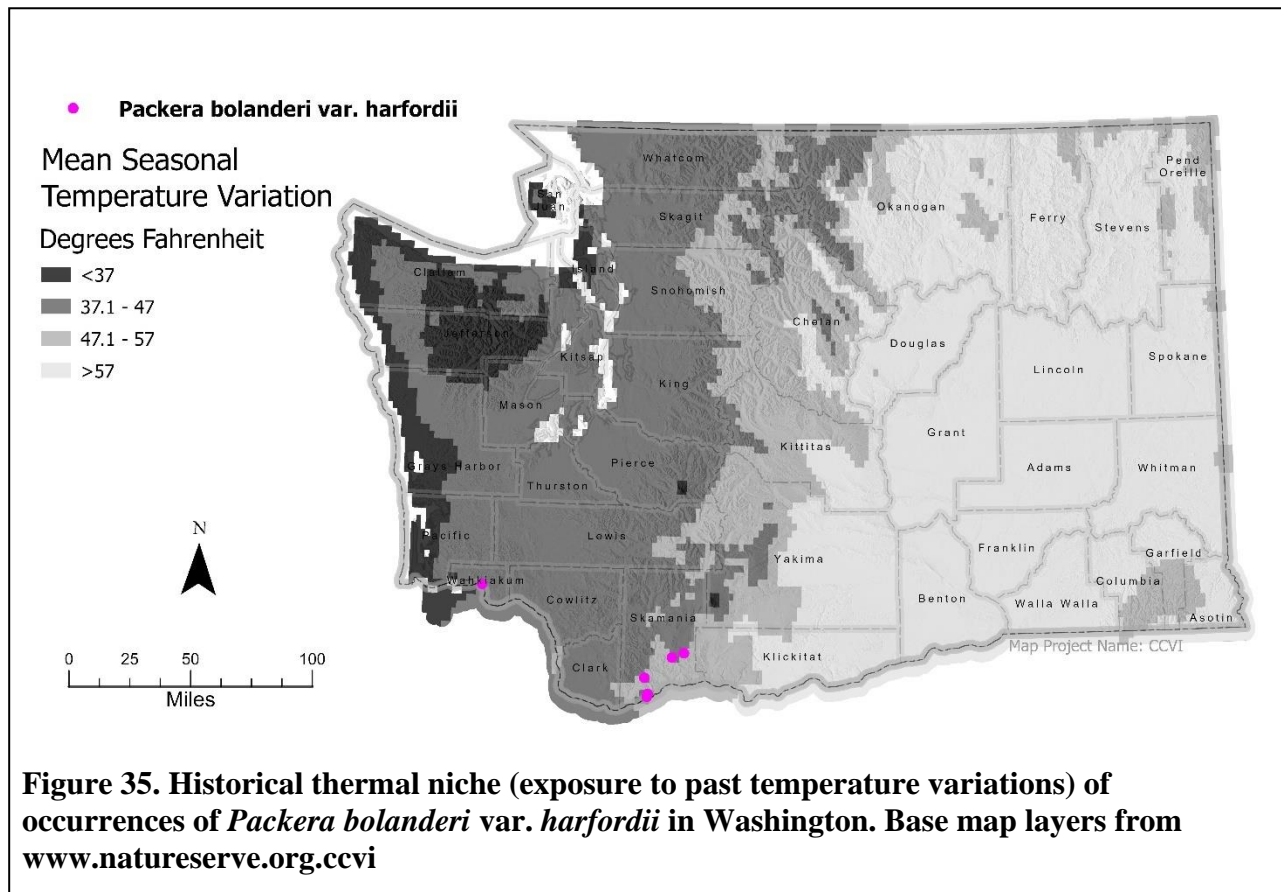 Packera bolanderi var. harfordii
Mean Seasonal
Temperature Variation
Degrees Fahrenheit
<37
37.1 - 47
47.1 - 57
>57
Whatcom
Pend
Oreille
San
Juan
Okanogan
Ferry
Skagit
Stevens
Island
Clallam
Snohomish
Chelan
Jefferson
Douglas
Kitsap
Spokane
Lincoln
King
Mason
Grant
Kittitas
Grays Harbor
Pierce
Adams
Whitman
Thurston
N
Pacific
Lewis
Franklin
Garfield
Yakima
Columbia
Wahkiakum
Cowlitz
Benton
Walla Walla
Asotin
Skamania
Map Project Name: CCVI
Klickitat
Clark
0 25 50 100
Miles
Figure 35. Historical thermal niche (exposure to past temperature variations) of
occurrences of Packera bolanderi var. harfordii in Washington. Base map layers from
www.natureserve.org.ccvi